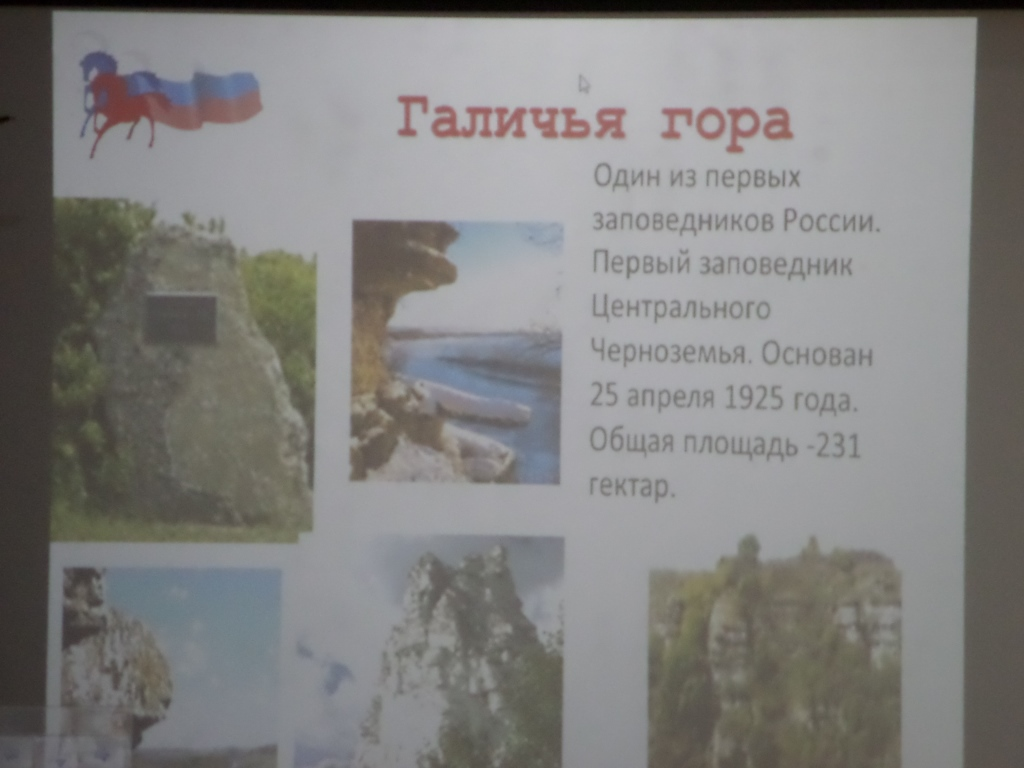 Галичья гора
Один из первых
заповедников России.
Первый заповедник
Центрального
Черноземья. Основан
25 апреля 1925 года.
Общая площадь -231
гектар.